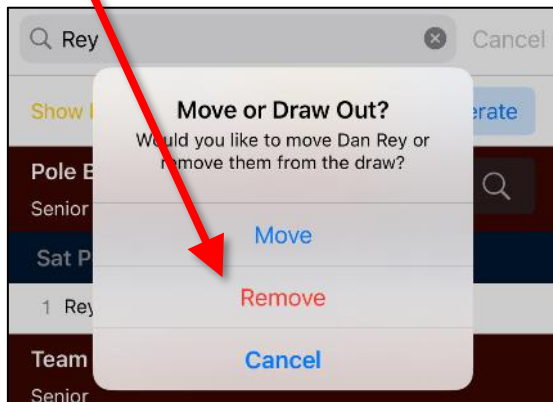 Rey
Cancel
Show
Move or Draw Out?
erate
Would you like to move Dan Rey or
remove them from the draw?
Pole
Senior
Move
Sat P
Remove
1 Rey
Team
Cancel
Senior